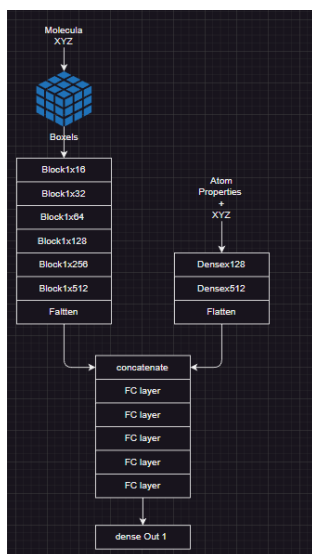 Molecula
XYZ
Boxels
Block1x16
Block1x32
Block1x64
Block1x128
Block1x256
Block1x512
Faltten
Atom
Properties
+
XYZ
Densex128
Densex512
Flatten
concatenate
FC layer
FC layer
FC layer
FC layer
FC layer
dense Out 1